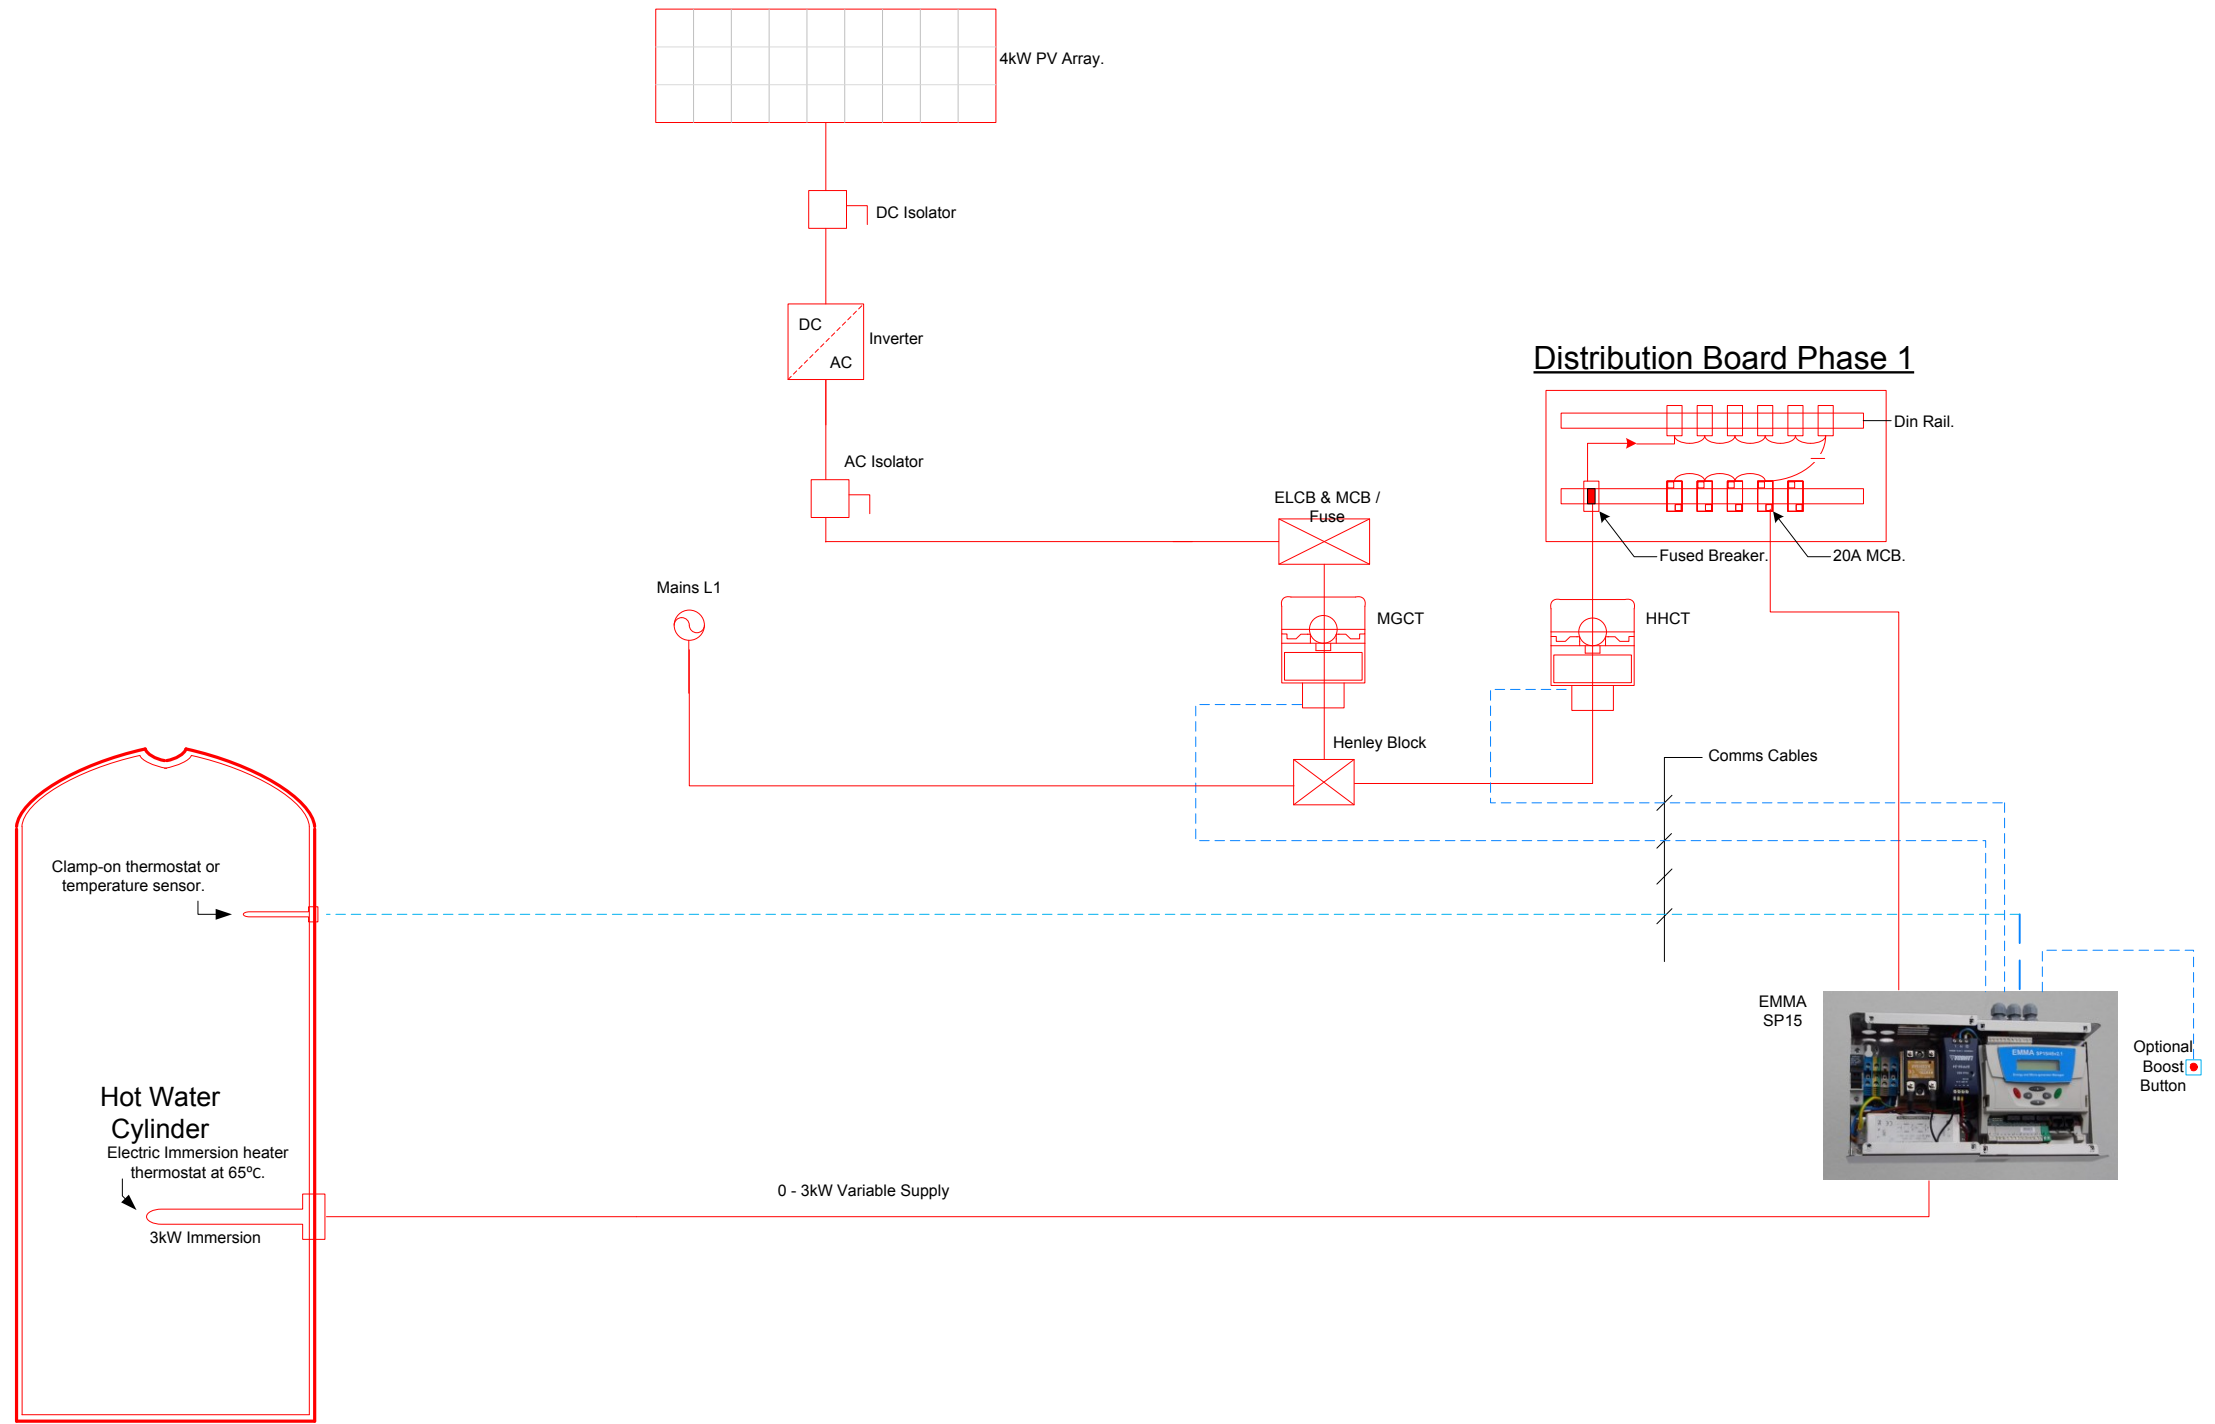 4kW PV Array.
DC Isolator
DC
AC
Inverter
Distribution Board Phase 1
Din Rail.
AC Isolator
ELCB & MCB /
Fuse
Fused Breaker.
20A MCB.
Mains L1
MGCT
HHCT
Henley Block
Comms Cables
Clamp-on thermostat or
temperature sensor.
EMMA
SP15
EMMA
Optional
Boost
Button
Hot Water
Cylinder
Electric Immersion heater
thermostat at 65ºC.
0 - 3kW Variable Supply
3kW Immersion